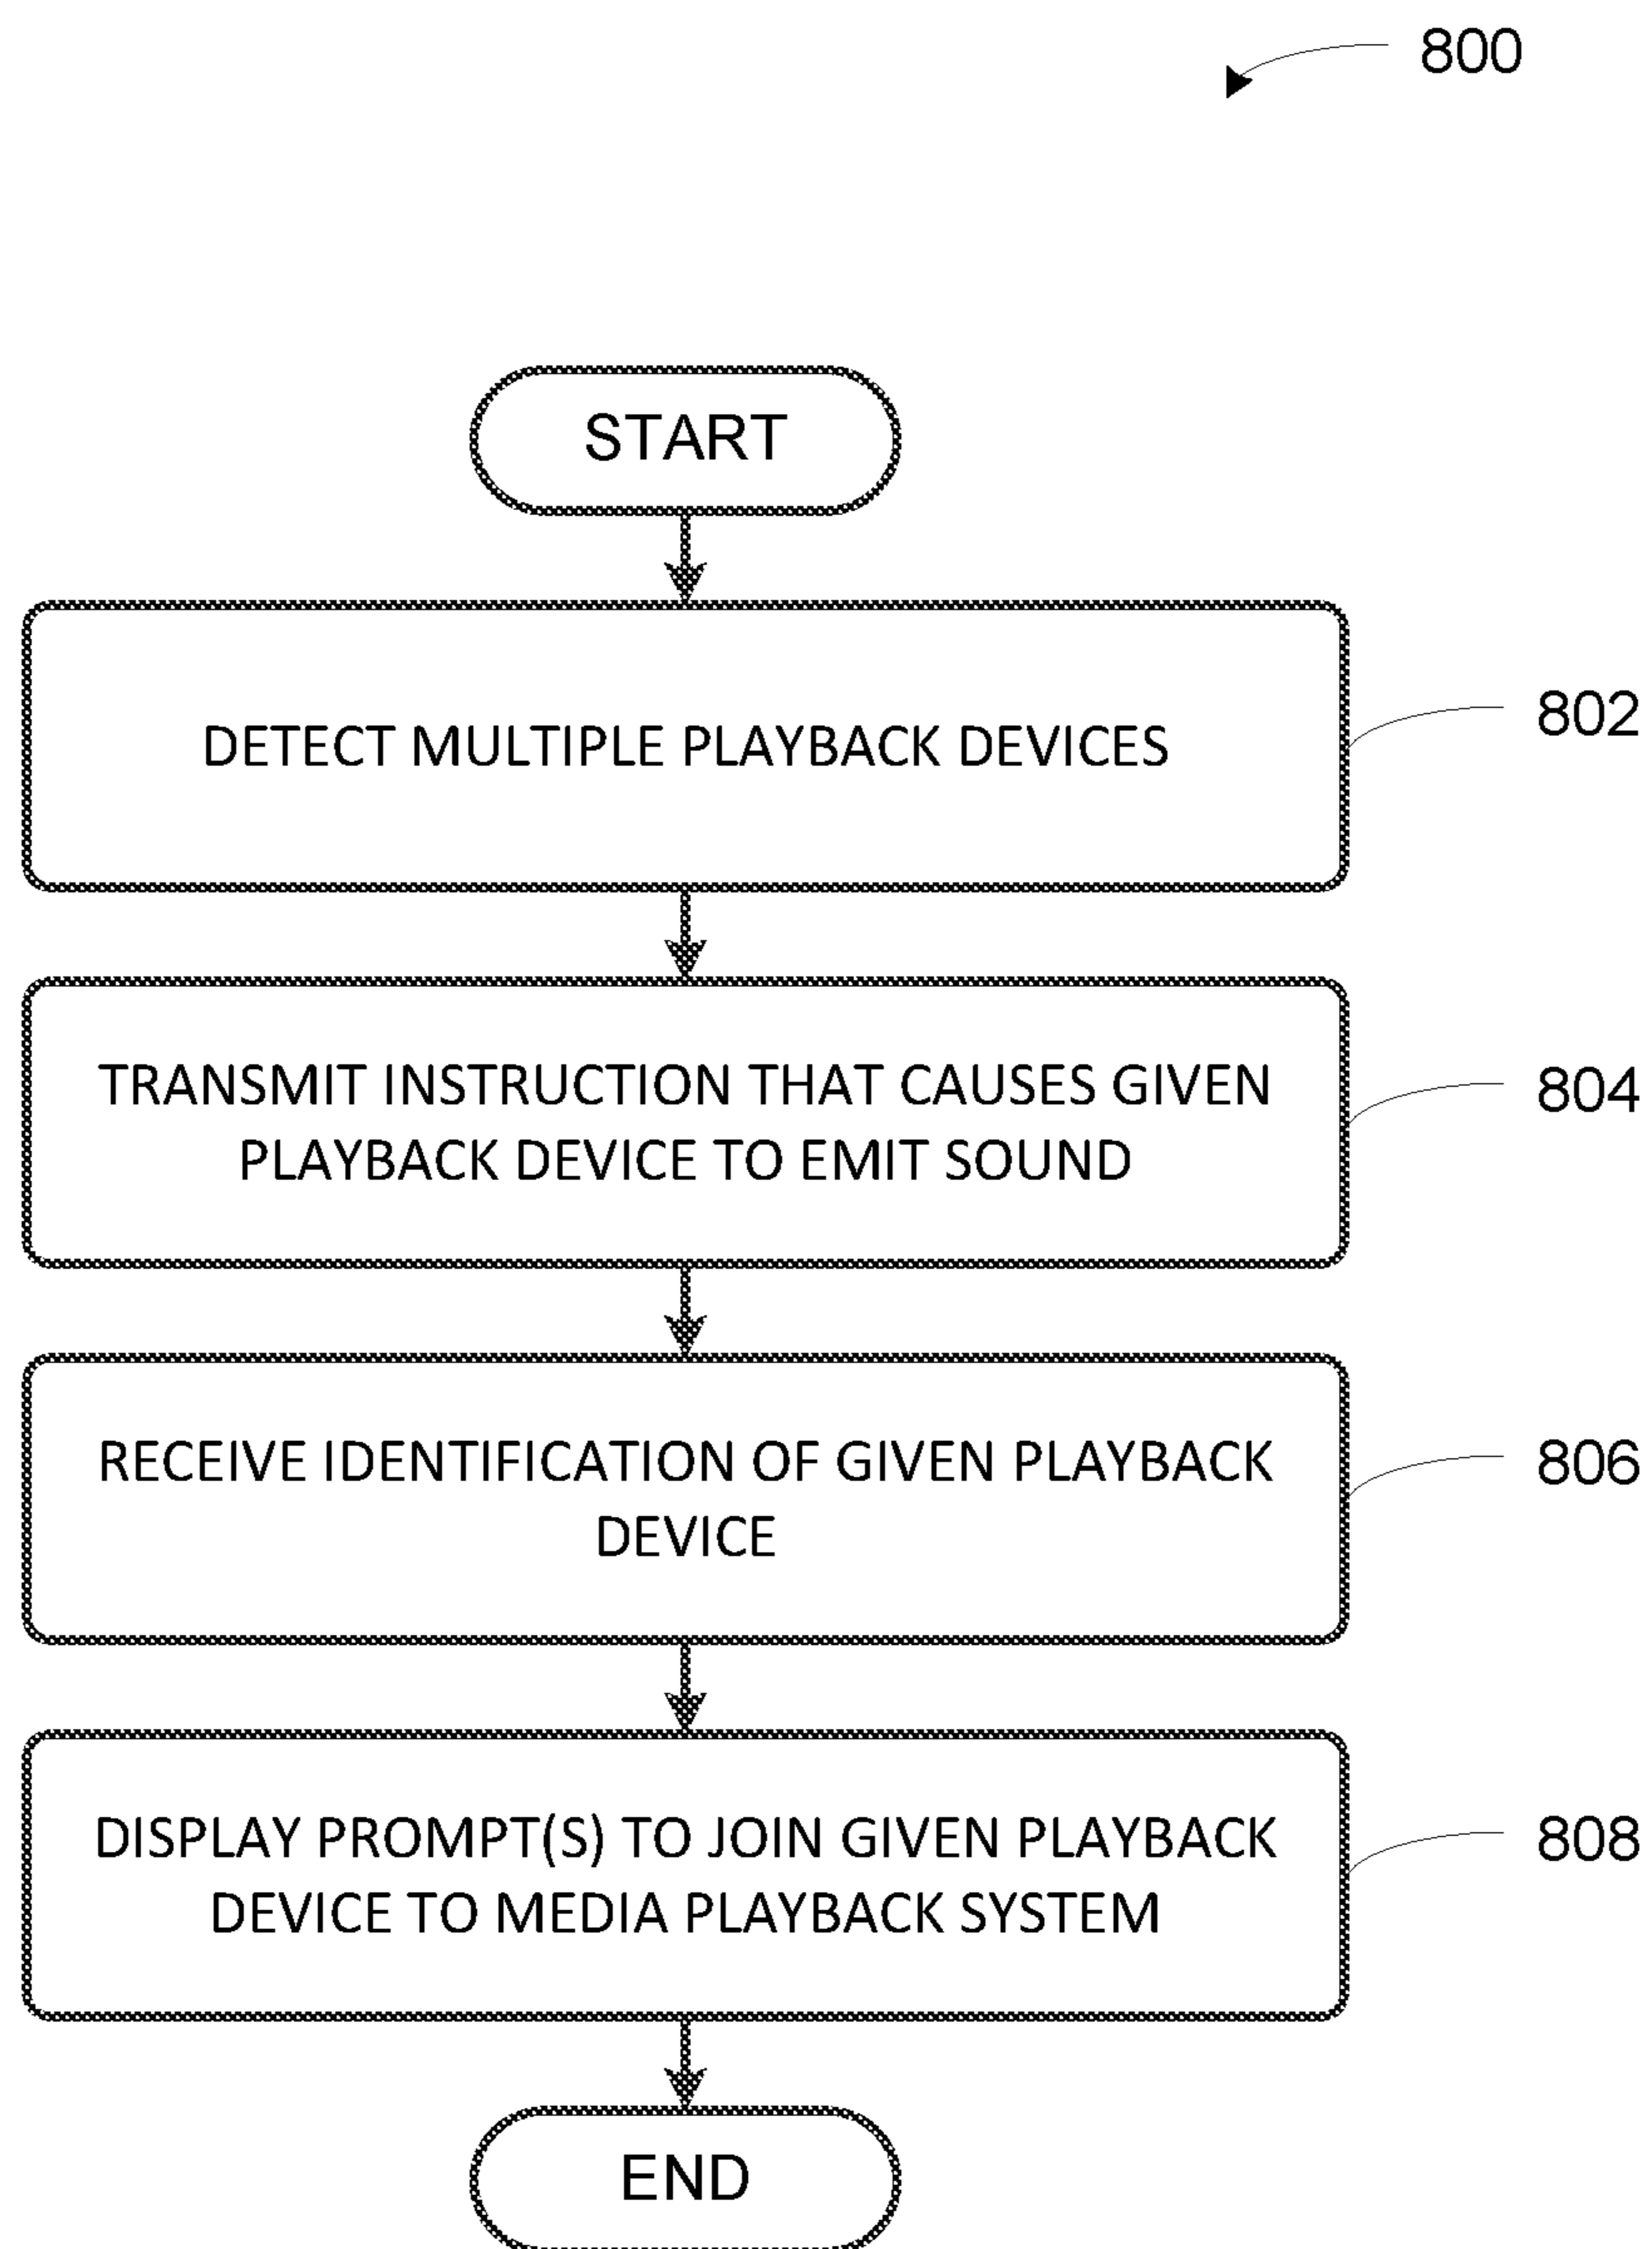 800
START
DETECT MULTIPLE PLAYBACK DEVICES
802
TRANSMIT INSTRUCTION THAT CAUSES GIVEN
PLAYBACK DEVICE TO EMIT SOUND
804
RECEIVE IDENTIFICATION OF GIVEN PLAYBACK
DEVICE
806
DISPLAY PROMPT(S) TO JOIN GIVEN PLAYBACK
DEVICE TO MEDIA PLAYBACK SYSTEM
808
END